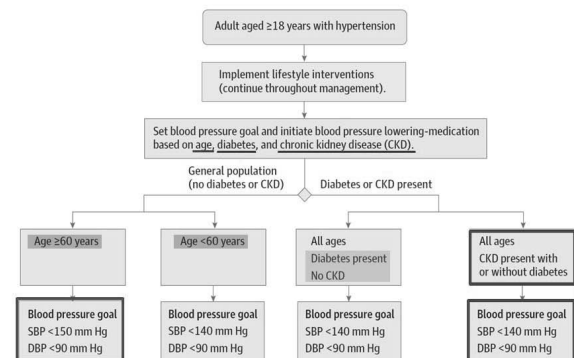 Adult aged ≥18 years with hypertension
Implement lifestyle interventions
(continue throughout management).
Set blood pressure goal and initiate blood pressure lowering-medication
based on age, diabetes, and chronic kidney disease (CKD).
General population
(no diabetes or CKD)
Diabetes or CKD present
Age ≥60 years
Age <60 years
All ages
Diabetes present
No CKD
All ages
CKD present with
or without diabetes
Blood pressure goal
SBP <150 mm Hg
DBP <90 mm Hg
Blood pressure goal
SBP <140 mm Hg
DBP <90 mm Hg
Blood pressure goal
SBP <140 mm Hg
DBP <90 mm Hg
Blood pressure goal
SBP <140 mm Hg
DBP <90 mm Hg